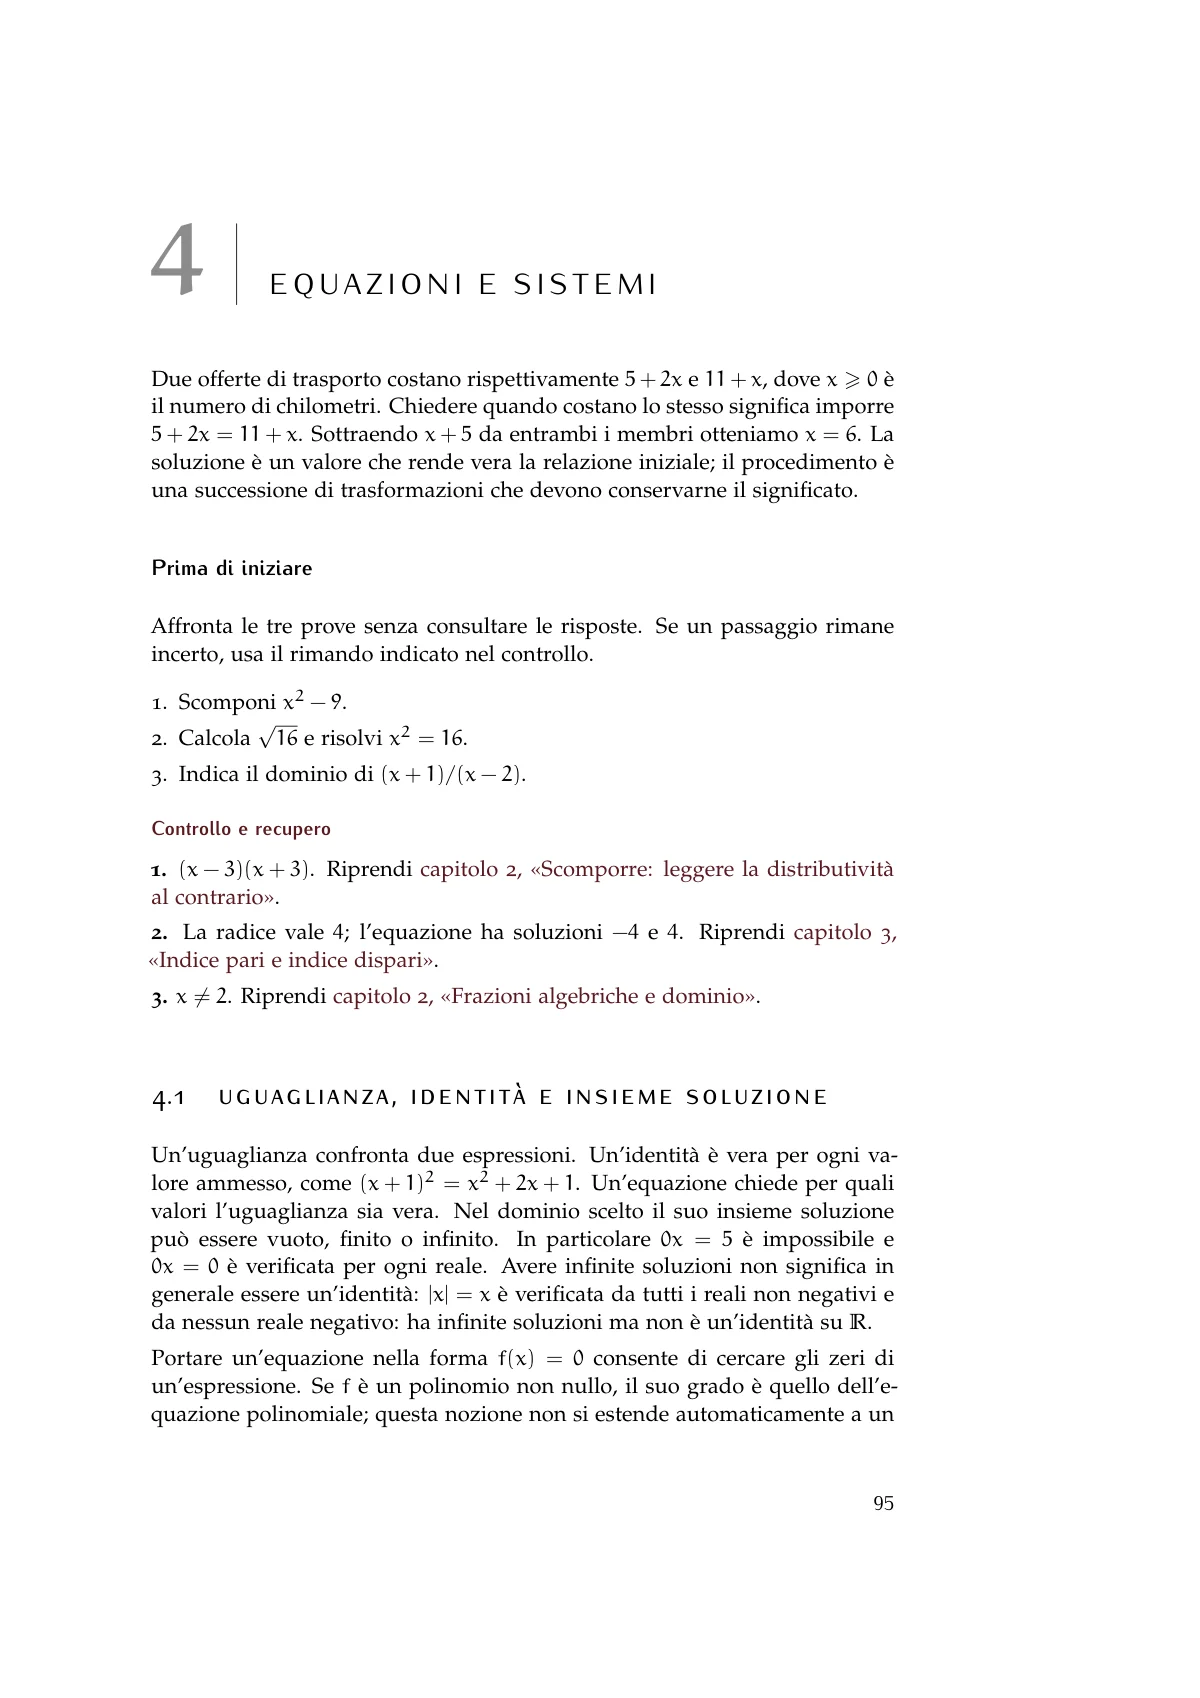 4 EQUAZIONI E SISTEMI
Due offerte di trasporto costano rispettivamente 5 + 2x e 11 + x, dove x ⩾ 0 è
il numero di chilometri. Chiedere quando costano lo stesso significa imporre
5 + 2x = 11 + x. Sottraendo x + 5 da entrambi i membri otteniamo x = 6. La
soluzione è un valore che rende vera la relazione iniziale; il procedimento è
una successione di trasformazioni che devono conservarne il significato.
Prima di iniziare
Affronta le tre prove senza consultare le risposte. Se un passaggio rimane
incerto, usa il rimando indicato nel controllo.
1. Scomponi x² − 9.
2. Calcola √16 e risolvi x² = 16.
3. Indica il dominio di (x + 1)/(x − 2).
Controllo e recupero
1. (x − 3)(x + 3). Riprendi capitolo 2, «Scomporre: leggere la distributività
al contrario».
2. La radice vale 4; l’equazione ha soluzioni −4 e 4. Riprendi capitolo 3,
«Indice pari e indice dispari».
3. x ≠ 2. Riprendi capitolo 2, «Frazioni algebriche e dominio».
4.1 UGUAGLIANZA, IDENTITÀ E INSIEME SOLUZIONE
Un’uguaglianza confronta due espressioni. Un’identità è vera per ogni va-
lore ammesso, come (x + 1)² = x² + 2x + 1. Un’equazione chiede per quali
valori l’uguaglianza sia vera. Nel dominio scelto il suo insieme soluzione
può essere vuoto, finito o infinito. In particolare 0x = 5 è impossibile e
0x = 0 è verificata per ogni reale. Avere infinite soluzioni non significa in
generale essere un’identità: |x| = x è verificata da tutti i reali non negativi e
da nessun reale negativo: ha infinite soluzioni ma non è un’identità su ℝ.
Portare un’equazione nella forma f(x) = 0 consente di cercare gli zeri di
un’espressione. Se f è un polinomio non nullo, il suo grado è quello dell’e-
quazione polinomiale; questa nozione non si estende automaticamente a un
95